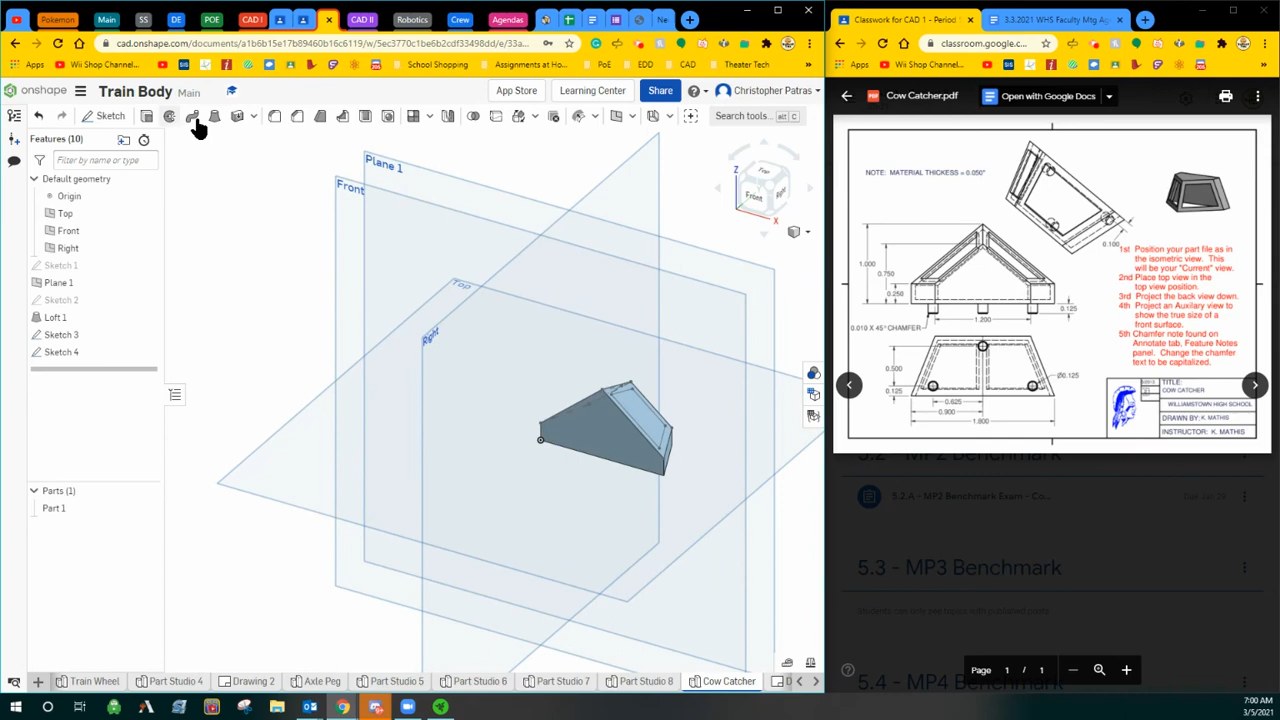 Pokemon Main SS DE POE CAD I CAD II Robotics Crew Agendas Ne
cad.onshape.com/documents/a1b6b15e17b89460b16c6119/w/5ec3770c1be6b2cdf33498dd/e/33a...
Apps Wii Shop Channel... School Shopping Assignments at Ho... PoE EDD CAD Theater Tech
onshape Train Body Main App Store Learning Center Share Christopher Patras
Sketch Search tools... alt C
Features (10)
Filter by name or type
Default geometry
Origin
Top
Front
Right
Sketch 1
Plane 1
Sketch 2
Loft 1
Sketch 3
Sketch 4
Parts (1)
Part 1
Plane 1
Front
Top
Right
Z
Top
Front
Right
X
Train Wheel Part Studio 4 Drawing 2 Axle Peg Part Studio 5 Part Studio 6 Part Studio 7 Part Studio 8 Cow Catcher D
Classwork for CAD 1 - Period 3.3.2021 WHS Faculty Mtg Ag
classroom.google.c...
Apps Wii Shop Channel...
PDF Cow Catcher.pdf Open with Google Docs
NOTE: MATERIAL THICKESS = 0.050"
0.100
1.000
0.750
0.250
0.125
1.200
0.010 X 45° CHAMFER
0.500
0.125
Ø0.125
0.625
0.900
1.800
1st Position your part file as in
the isometric view. This
will be your "Current" view.
2nd Place top view in the
top view position.
3rd Project the back view down.
4th Project an Auxilary view to
show the true size of a
front surface.
5th Chamfer note found on
Annotate tab. Feature Notes
panel. Change the chamfer
text to be capitalized.
TITLE:
COW CATCHER
WILLIAMSTOWN HIGH SCHOOL
DRAWN BY: K. MATHIS
INSTRUCTOR: K. MATHIS
5.2 - MP2 Benchmark
5.2.A - MP2 Benchmark Exam - Co... Due Jan 29
5.3 - MP3 Benchmark
Students can only see topics with published posts
5.4 - MP4 Benchmark
Page 1 / 1
7:00 AM
3/5/2021